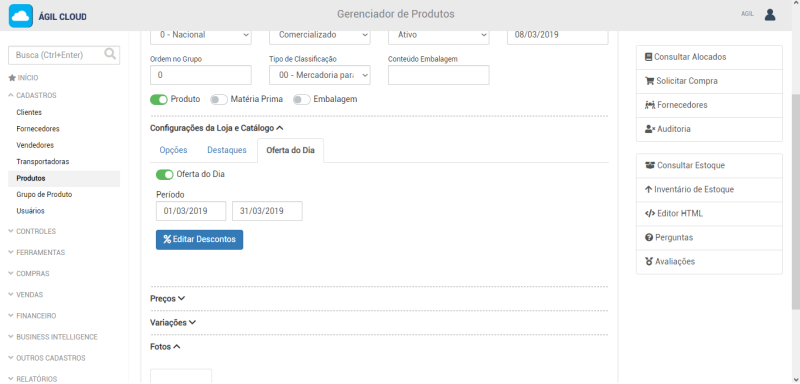 ÁGIL CLOUD
Gerenciador de Produtos
AGIL
Busca (Ctrl+Enter)
INÍCIO
CADASTROS
Clientes
Fornecedores
Vendedores
Transportadoras
Produtos
Grupo de Produto
Usuários
CONTROLES
FERRAMENTAS
COMPRAS
VENDAS
FINANCEIRO
BUSINESS INTELLIGENCE
OUTROS CADASTROS
RELATÓRIOS
0 - Nacional
Comercializado
Ativo
08/03/2019
Ordem no Grupo
Tipo de Classificação
Conteúdo Embalagem
0
00 - Mercadoria para
Produto
Matéria Prima
Embalagem
Configurações da Loja e Catálogo
Opções
Destaques
Oferta do Dia
Oferta do Dia
Período
01/03/2019
31/03/2019
Editar Descontos
Preços
Variações
Fotos
Consultar Alocados
Solicitar Compra
Fornecedores
Auditoria
Consultar Estoque
Inventário de Estoque
Editor HTML
Perguntas
Avaliações